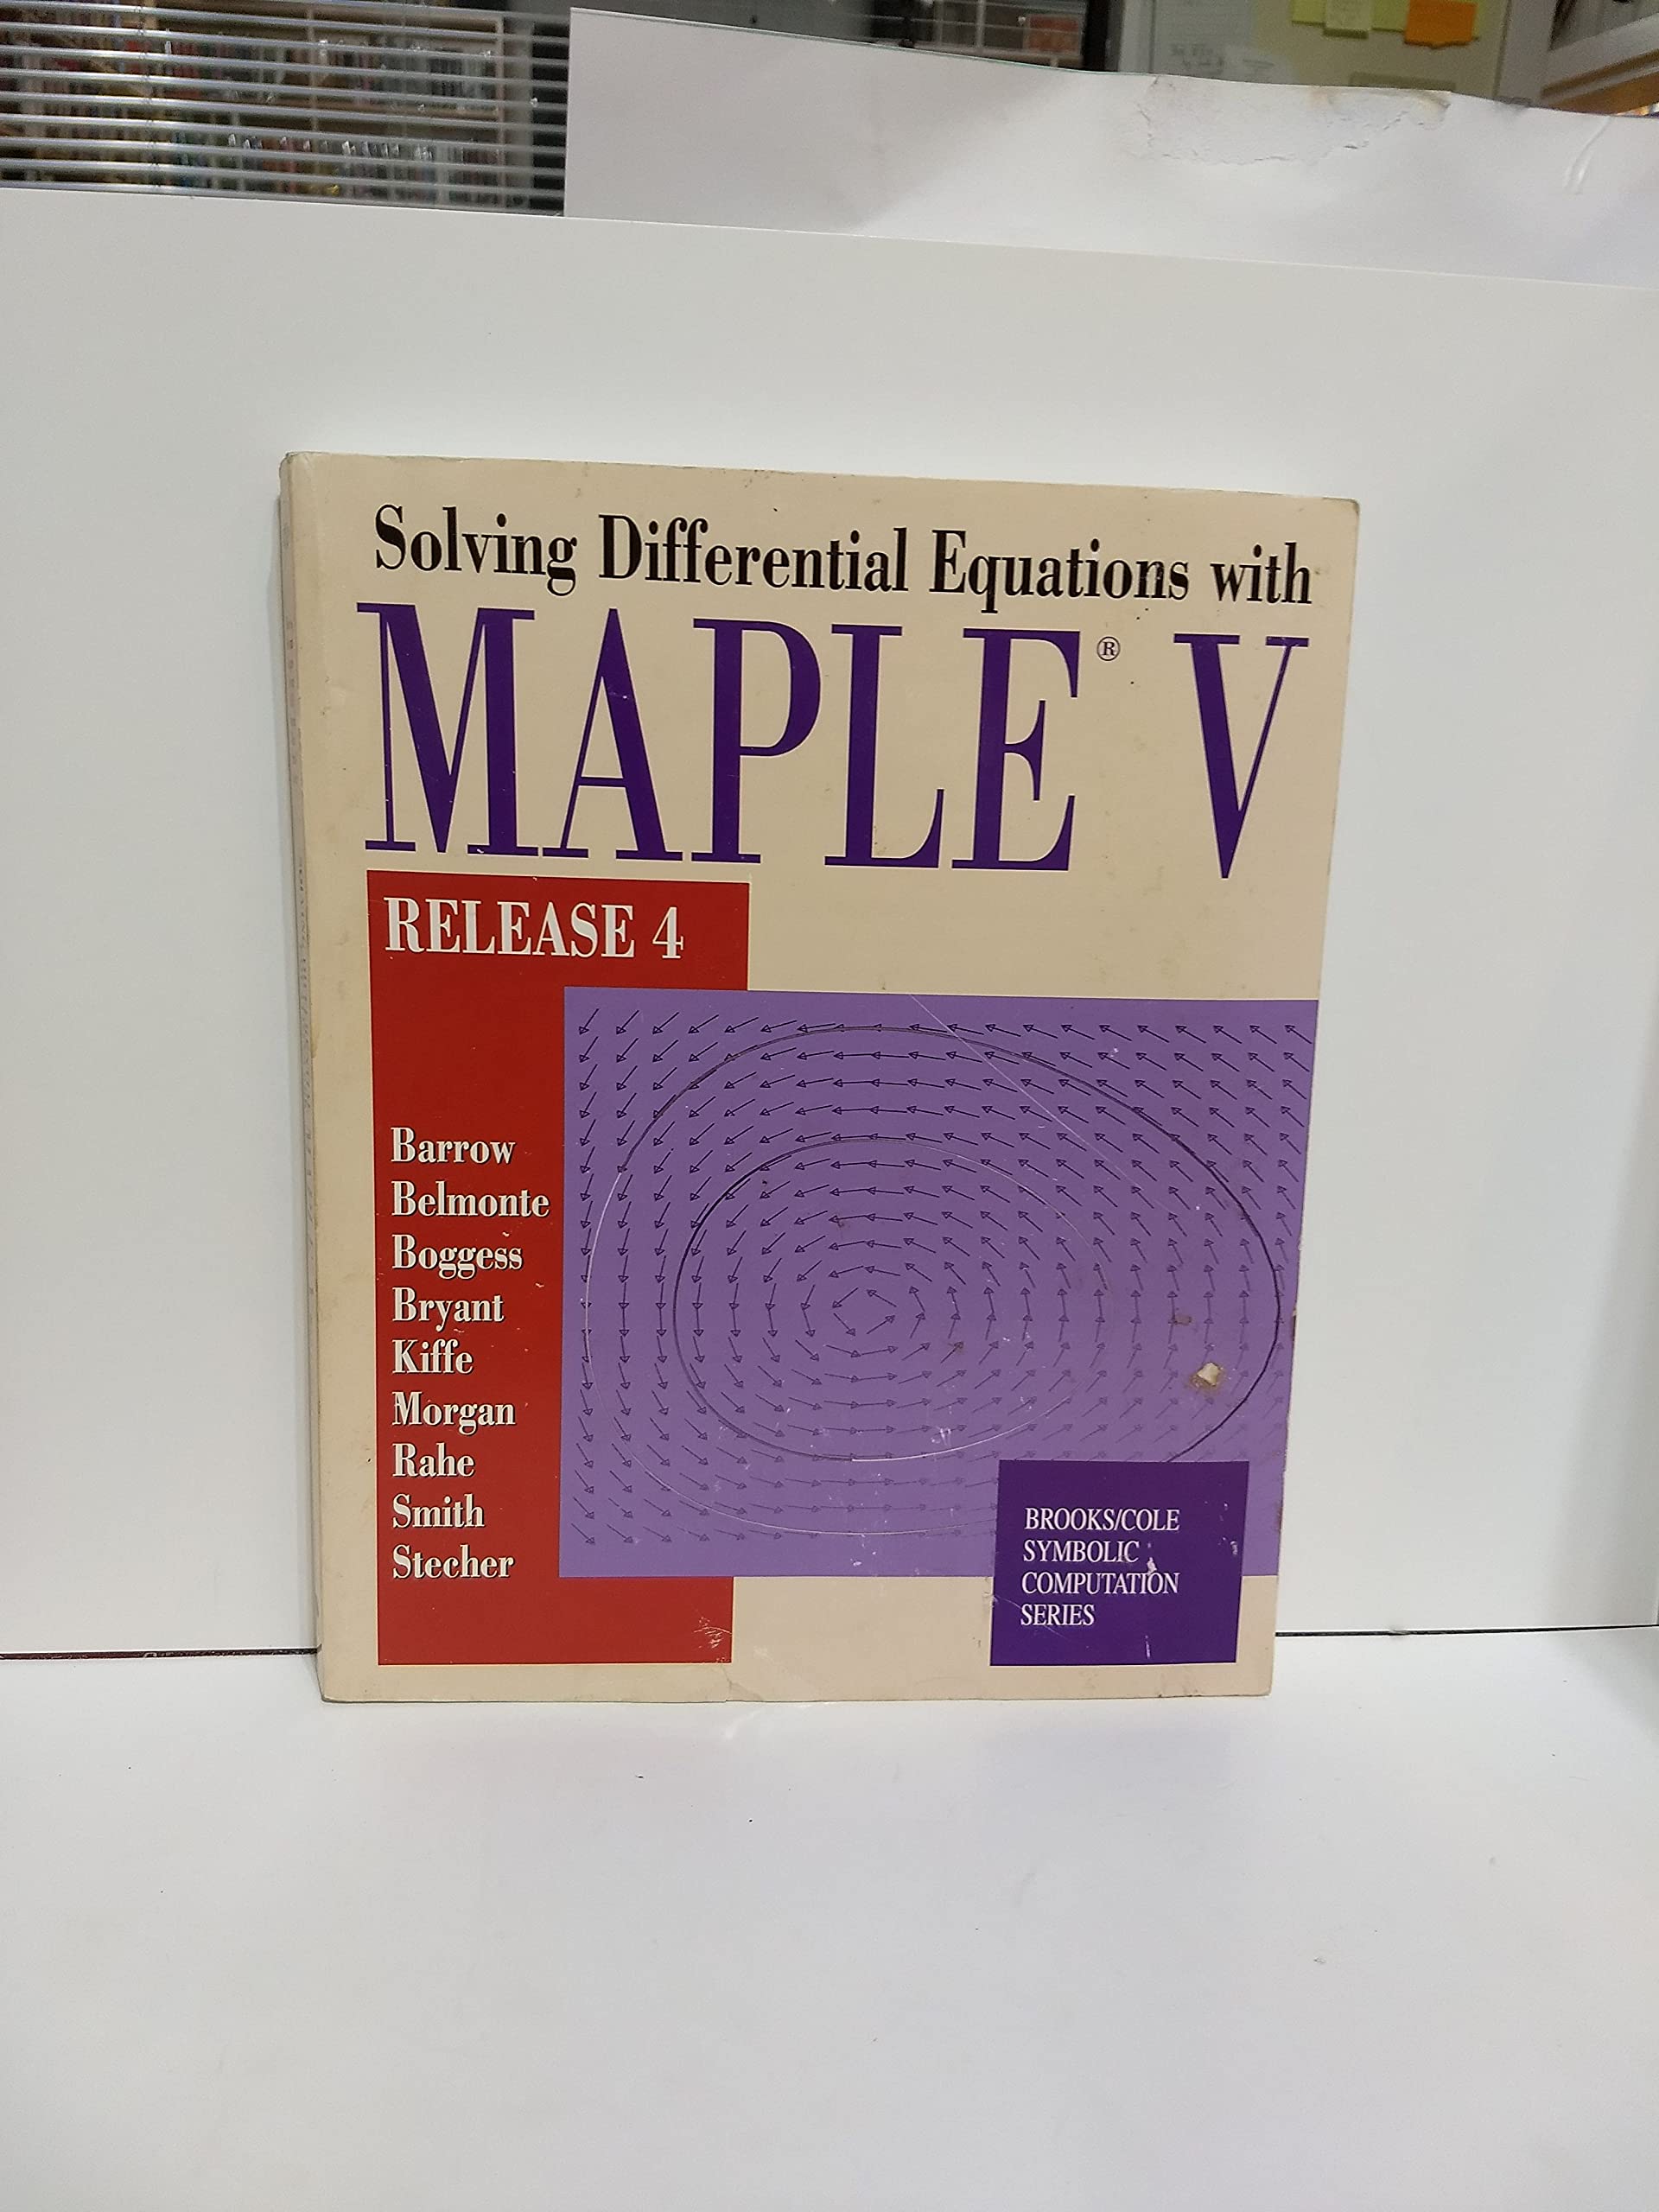 Solving Differential Equations with
MAPLE® V
RELEASE 4
Barrow
Belmonte
Boggess
Bryant
Kiffe
Morgan
Rahe
Smith
Stecher
BROOKS/COLE
SYMBOLIC
COMPUTATION
SERIES